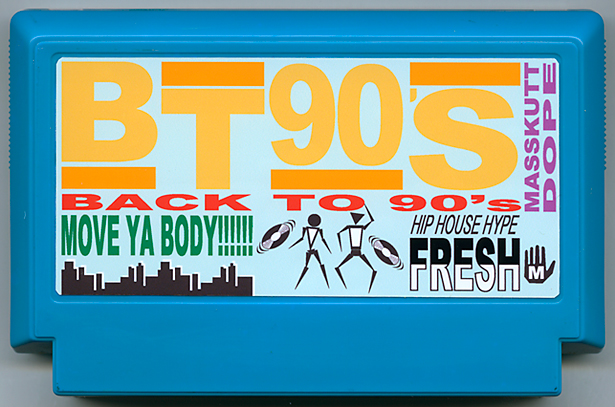 BT90's
BACK TO 90's
MOVE YA BODY!!!!!!
HIP HOUSE HYPE
FRESH
M
MASSKUTT
DOPE